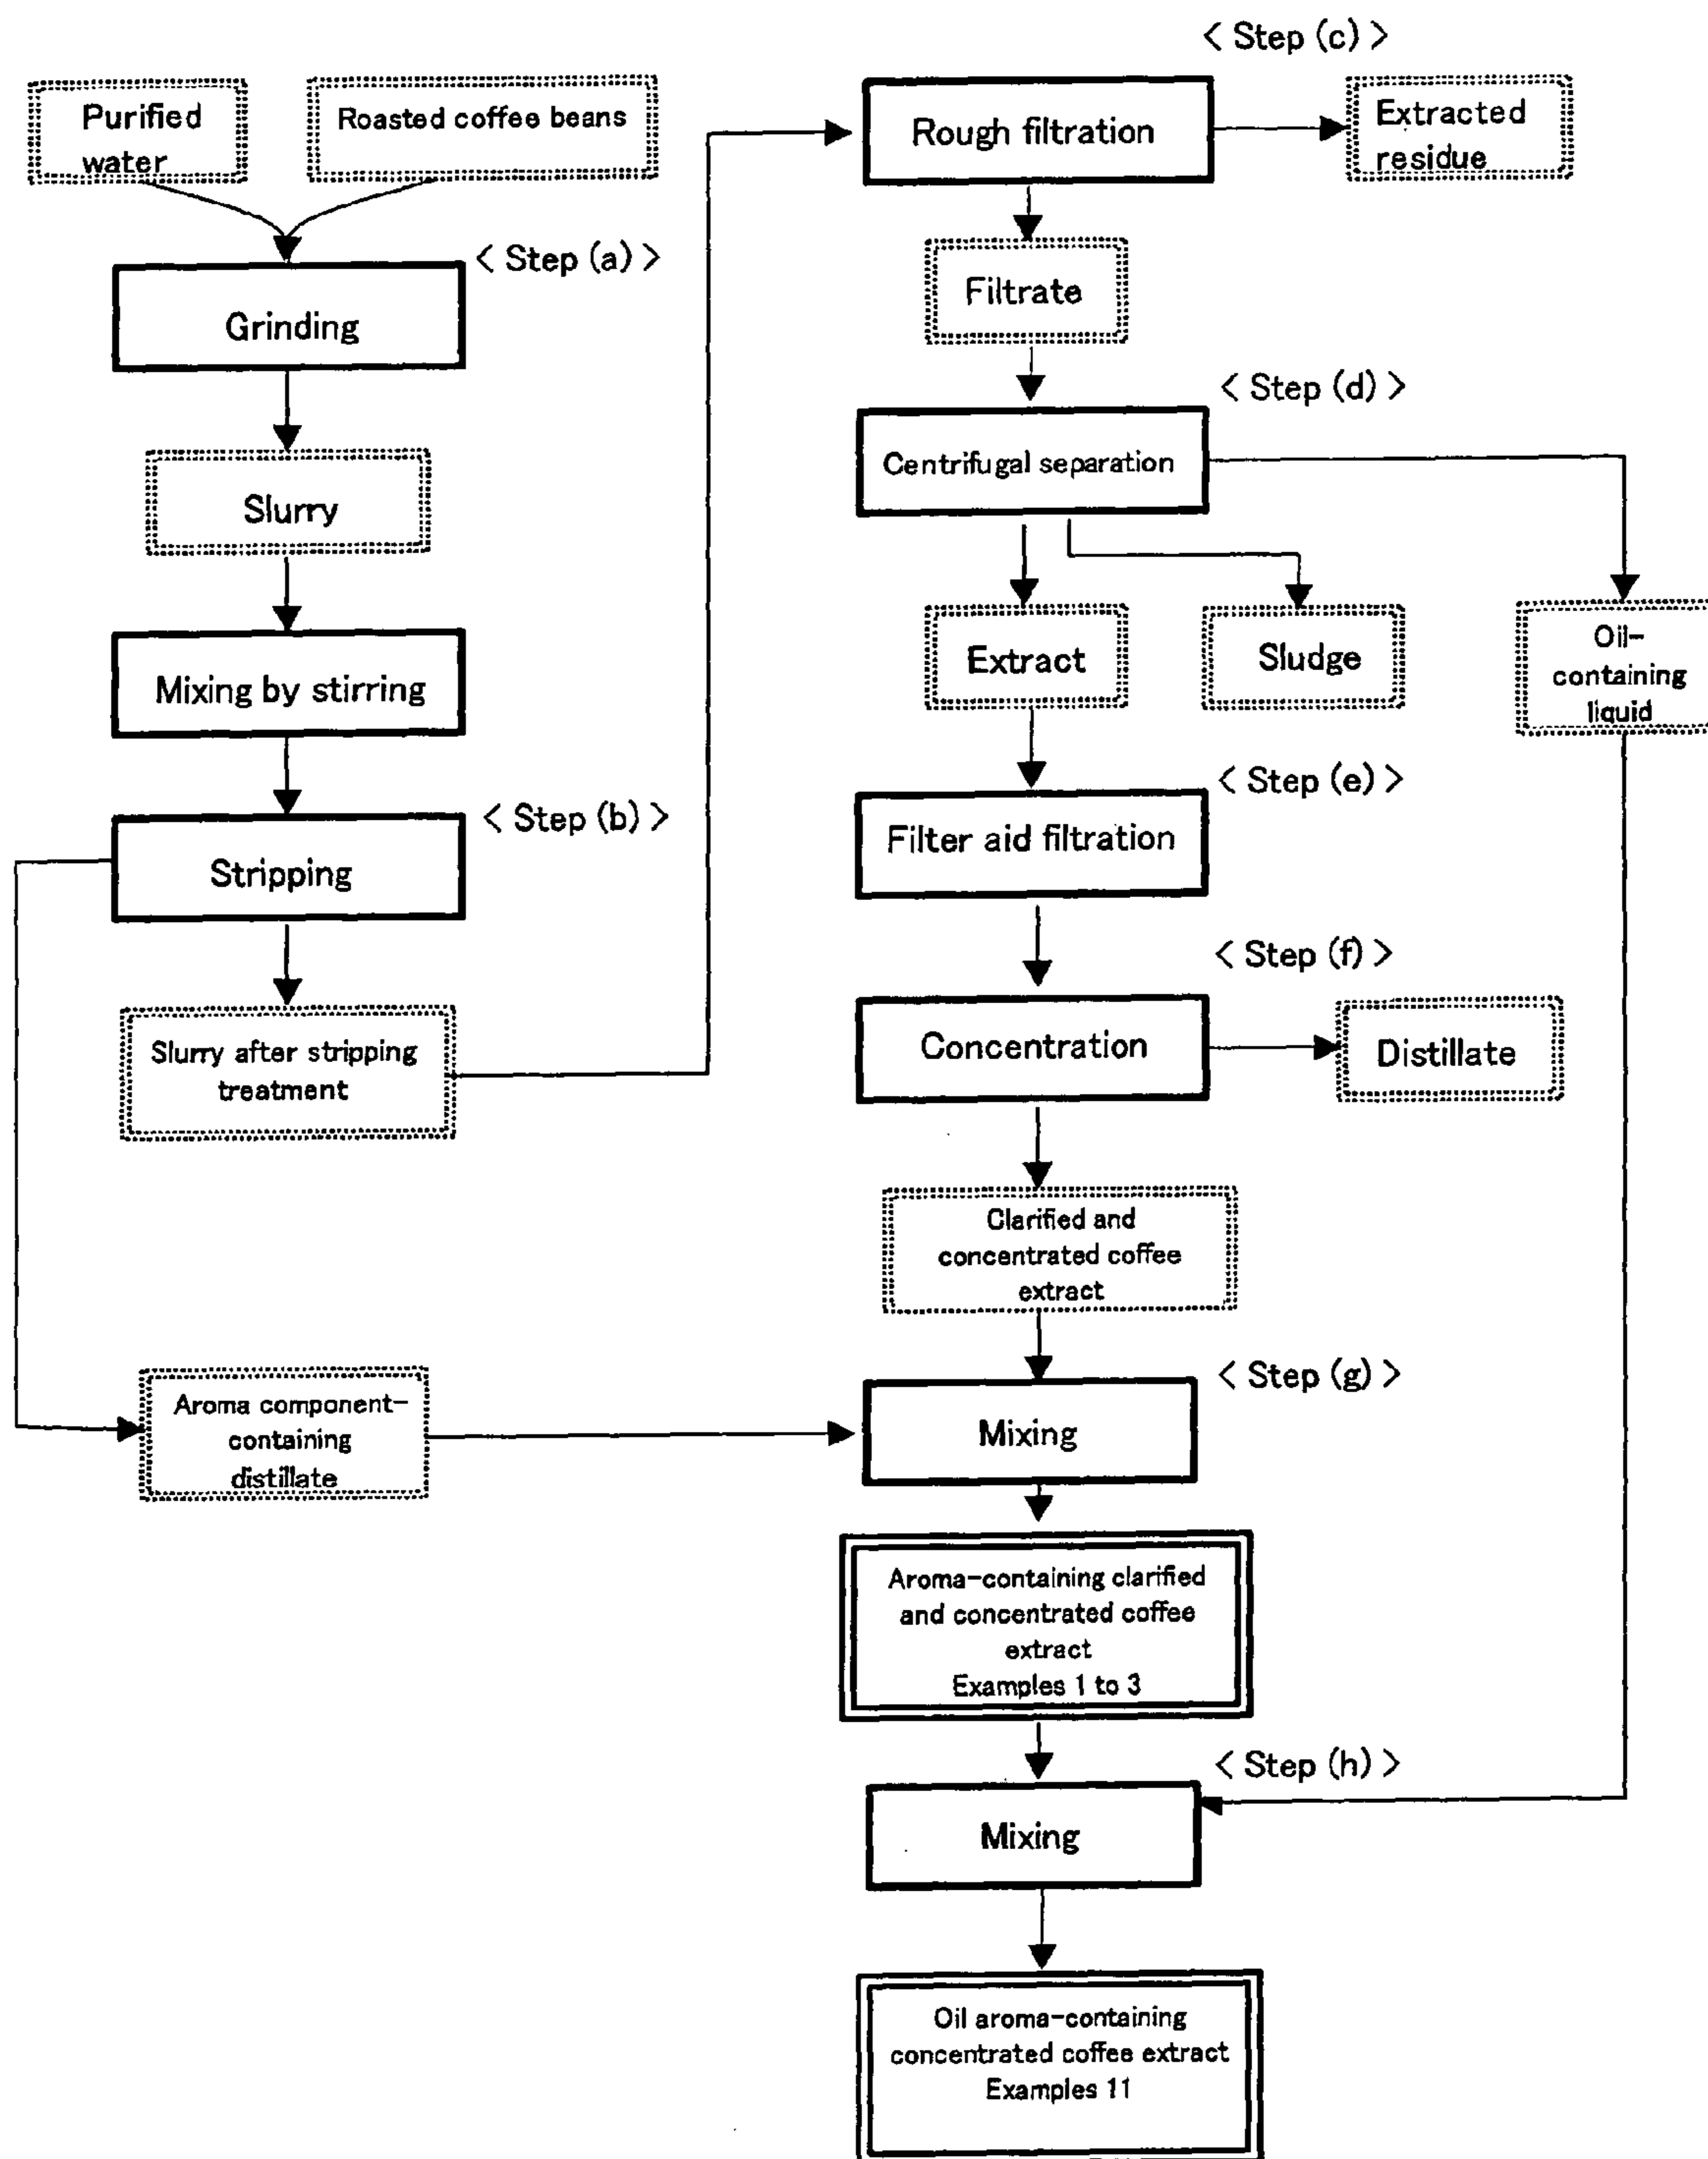 Purified
water
Roasted coffee beans
< Step (a) >
Grinding
Slurry
Mixing by stirring
< Step (b) >
Stripping
Slurry after stripping
treatment
Aroma component-
containing
distillate
< Step (c) >
Rough filtration
Extracted
residue
Filtrate
< Step (d) >
Centrifugal separation
Extract
Sludge
Oil-
containing
liquid
< Step (e) >
Filter aid filtration
< Step (f) >
Concentration
Distillate
Clarified and
concentrated coffee
extract
< Step (g) >
Mixing
Aroma-containing clarified
and concentrated coffee
extract
Examples 1 to 3
< Step (h) >
Mixing
Oil aroma-containing
concentrated coffee extract
Examples 11